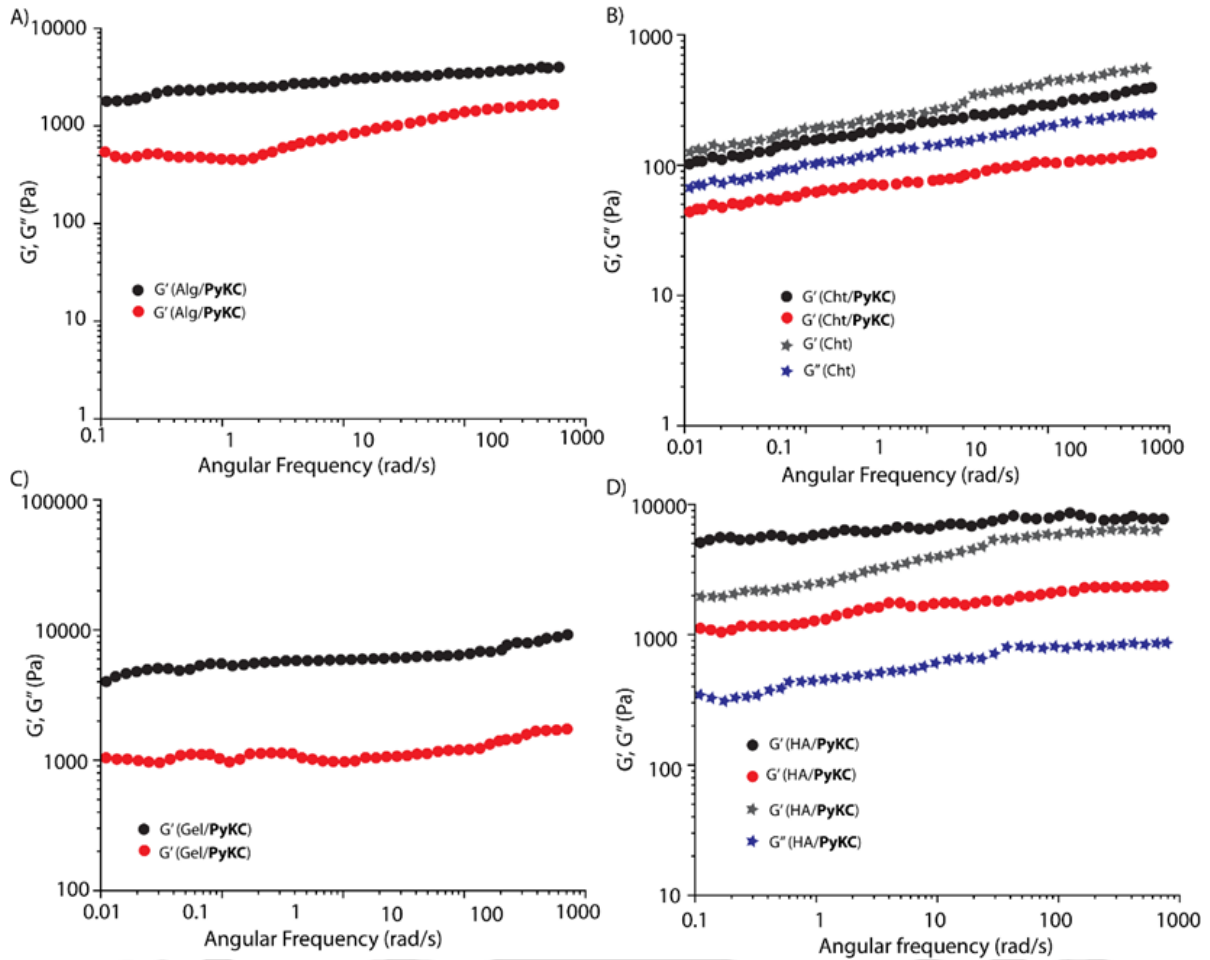 A)
10000
1000
100
10
1
G', G'' (Pa)
G' (Alg/PyKC)
G' (Alg/PyKC)
0.1 1 10 100 1000
Angular Frequency (rad/s)
B)
1000
100
10
1
G', G'' (Pa)
G' (Cht/PyKC)
G' (Cht/PyKC)
G' (Cht)
G'' (Cht)
0.01 0.1 1 10 100 1000
Angular Frequency (rad/s)
C)
100000
10000
1000
100
G', G'' (Pa)
G' (Gel/PyKC)
G' (Gel/PyKC)
0.01 0.1 1 10 100 1000
Angular Frequency (rad/s)
D)
10000
1000
100
10
G', G'' (Pa)
G' (HA/PyKC)
G' (HA/PyKC)
G' (HA/PyKC)
G'' (HA/PyKC)
0.1 1 10 100 1000
Angular frequency (rad/s)